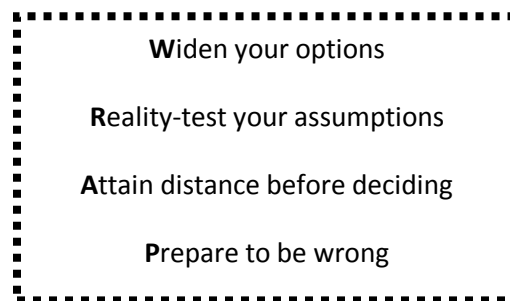 Widen your options
Reality-test your assumptions
Attain distance before deciding
Prepare to be wrong